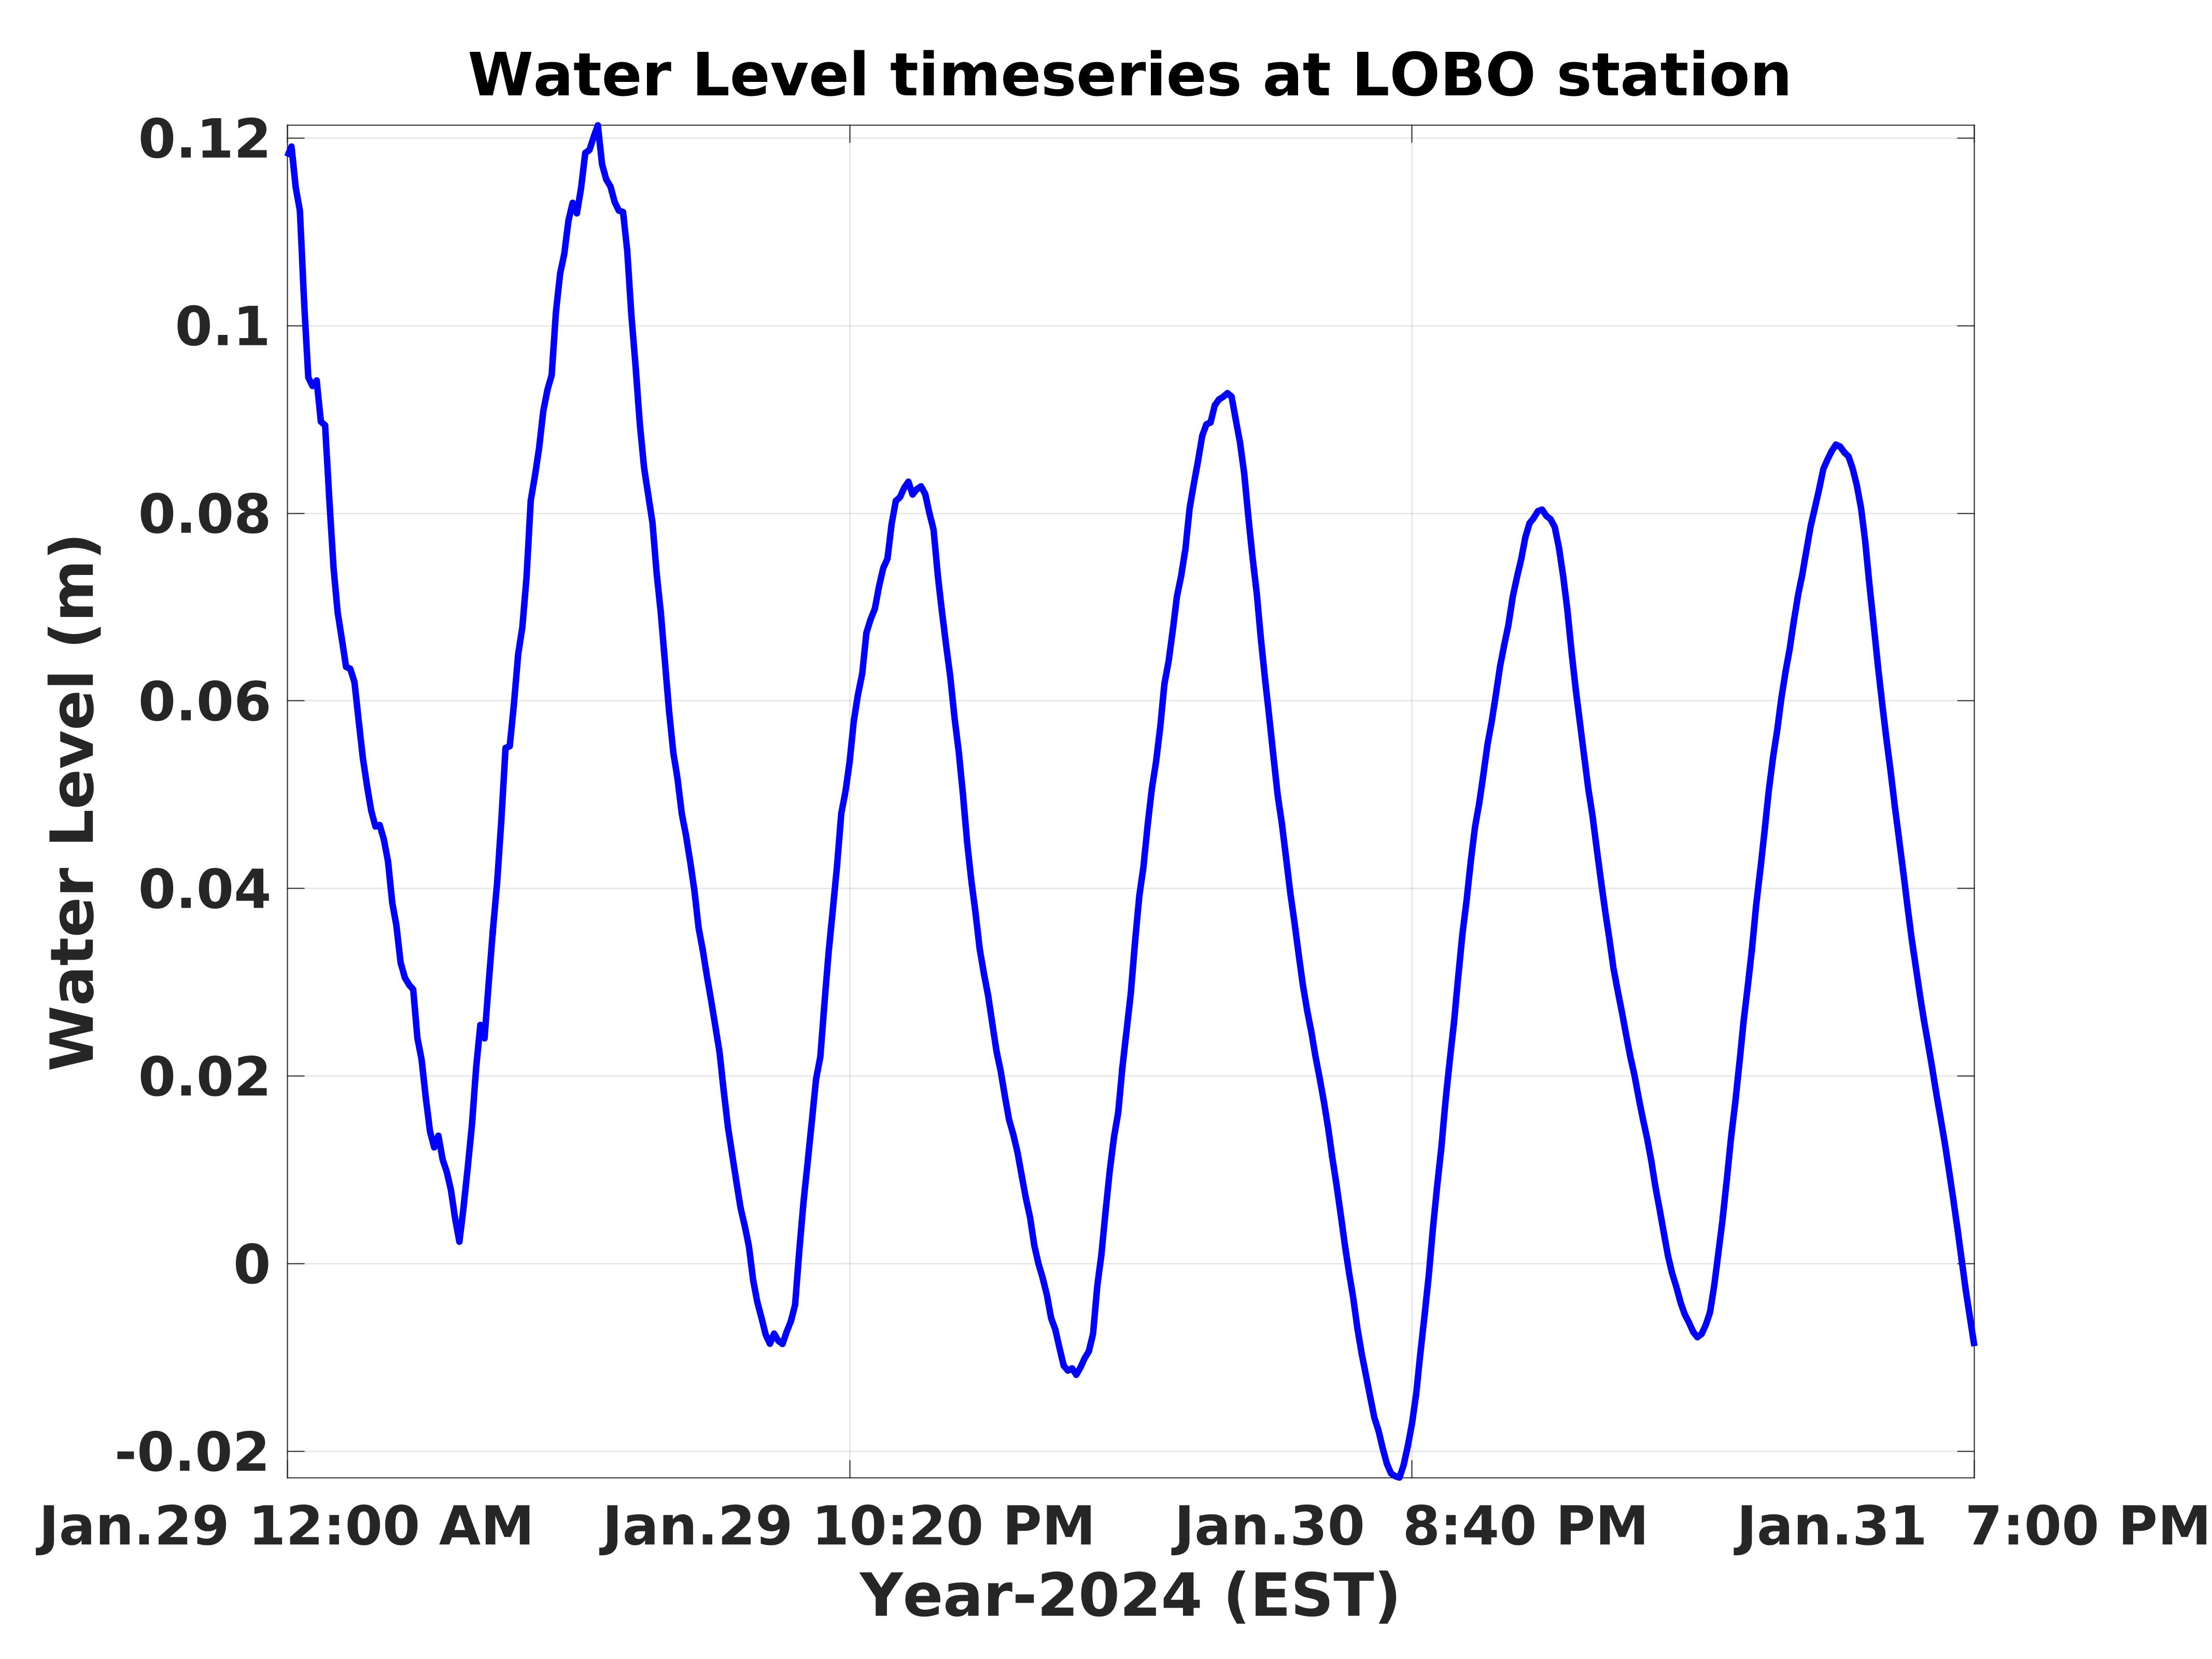 Water Level timeseries at LOBO station
0.12
0.1
0.08
0.06
0.04
0.02
0
-0.02
Water Level (m)
Jan.29 12:00 AM Jan.29 10:20 PM Jan.30 8:40 PM Jan.31 7:00 PM
Year-2024 (EST)